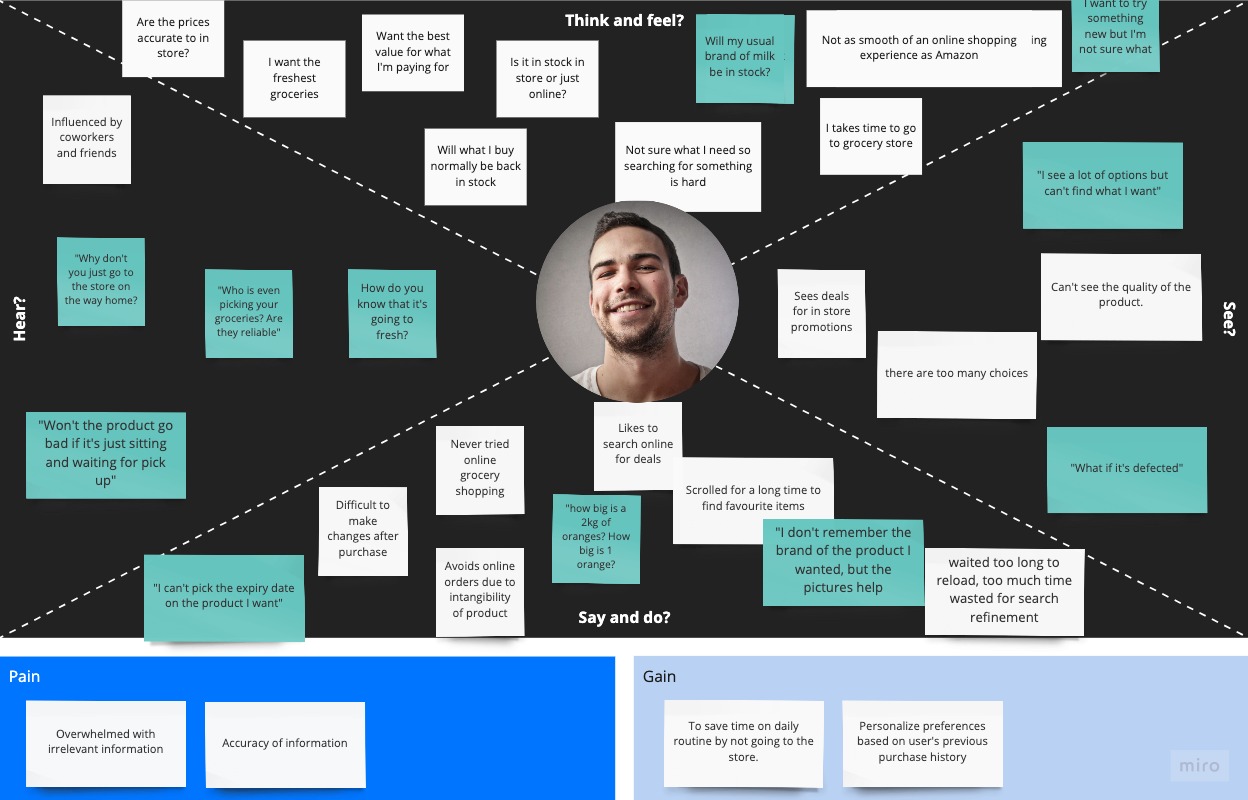 Think and feel?
Are the prices
accurate to in
store?
I want the
freshest
groceries
Want the best
value for what
I'm paying for
Is it in stock in
store or just
online?
Will what I buy
normally be back
in stock
Not sure what I need so
searching for something
is hard
Will my usual
brand of milk
be in stock?
Not as smooth of an online shopping ing
experience as Amazon
I takes time to go
to grocery store
I want to try
something
new but I'm
not sure what
Hear?
Influenced by
coworkers
and friends
"Why don't
you just go to
the store on
the way home?
"Who is even
picking your
groceries? Are
they reliable"
How do you
know that it's
going to
fresh?
"Won't the product go
bad if it's just sitting
and waiting for pick
up"
See?
"I see a lot of options but
can't find what I want"
Can't see the quality of the
product.
Sees deals
for in store
promotions
there are too many choices
"What if it's defected"
Say and do?
"I can't pick the expiry date
on the product I want"
Difficult to
make
changes after
purchase
Never tried
online
grocery
shopping
Avoids online
orders due to
intangibility
of product
Likes to
search online
for deals
"how big is a
2kg of
oranges? How
big is 1
orange?
Scrolled for a long time to
find favourite items
"I don't remember the
brand of the product I
wanted, but the
pictures help
waited too long to
reload, too much time
wasted for search
refinement
Pain
Overwhelmed with
irrelevant information
Accuracy of information
Gain
To save time on daily
routine by not going to the
store.
Personalize preferences
based on user's previous
purchase history
miro